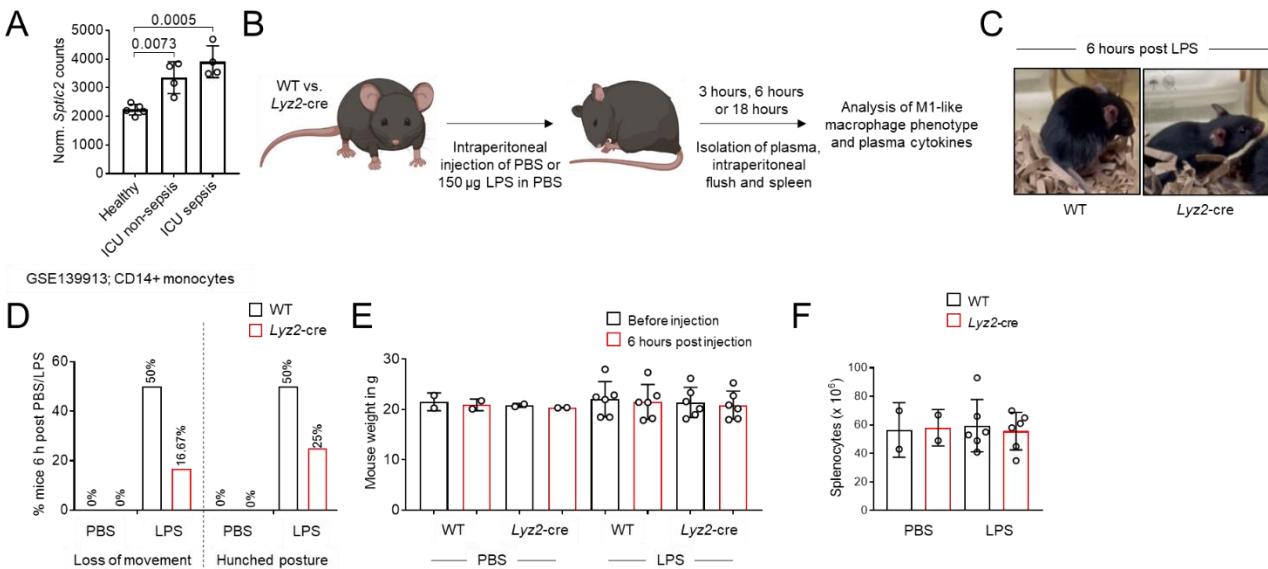 A
0.0005
0.0073
5000
4000
3000
2000
1000
0
Norm. Sptlc2 counts
Healthy
ICU non-sepsis
ICU sepsis
GSE139913; CD14+ monocytes
B
WT vs.
Lyz2-cre
Intraperitoneal
injection of PBS or
150 µg LPS in PBS
3 hours, 6 hours
or 18 hours
Isolation of plasma,
intraperitoneal
flush and spleen
Analysis of M1-like
macrophage phenotype
and plasma cytokines
C
6 hours post LPS
WT
Lyz2-cre
D
WT
Lyz2-cre
% mice 6 h post PBS/LPS
60
40
20
0
0%
0%
50%
16.67%
0%
0%
50%
25%
PBS
LPS
PBS
LPS
Loss of movement
Hunched posture
E
Before injection
6 hours post injection
Mouse weight in g
30
20
10
0
WT
Lyz2-cre
WT
Lyz2-cre
PBS
LPS
F
WT
Lyz2-cre
Splenocytes (x 10⁶)
100
80
60
40
20
0
PBS
LPS